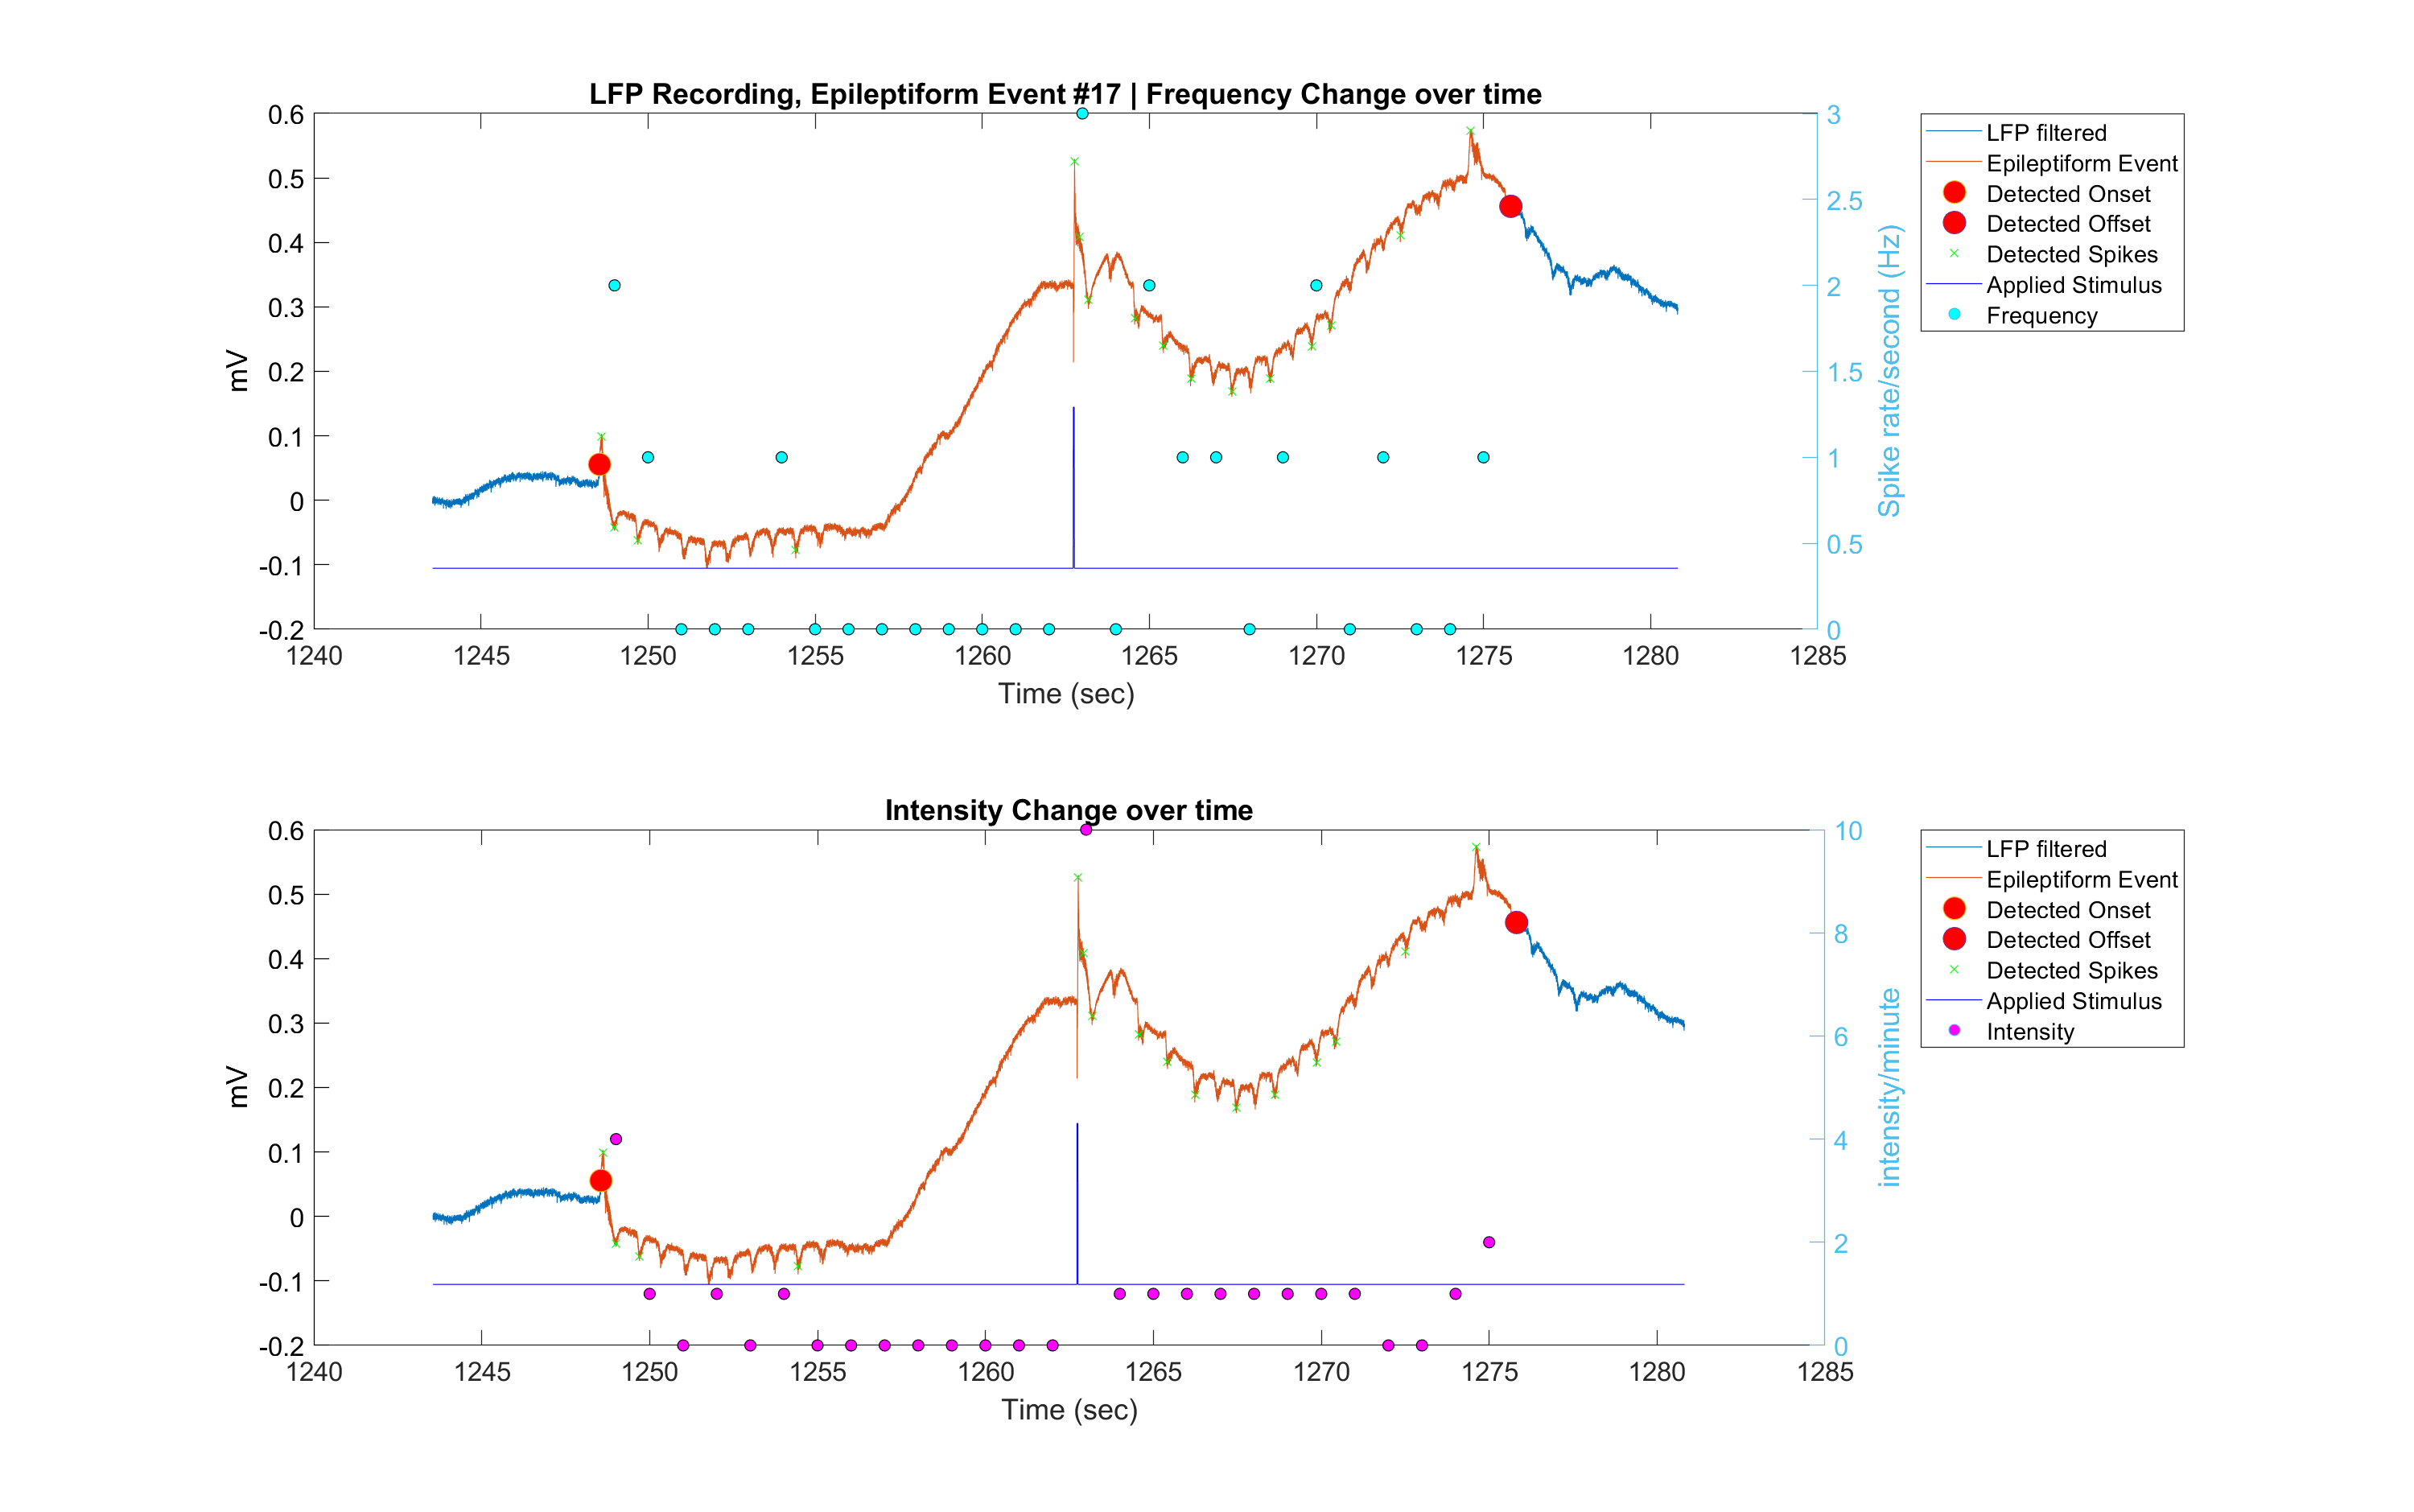 LFP Recording, Epileptiform Event #17 | Frequency Change over time
0.6
0.5
0.4
0.3
0.2
0.1
0
-0.1
-0.2
mV
1240 1245 1250 1255 1260 1265 1270 1275 1280 1285
Time (sec)
3
2.5
2
1.5
1
0.5
0
Spike rate/second (Hz)
LFP filtered
Epileptiform Event
Detected Onset
Detected Offset
Detected Spikes
Applied Stimulus
Frequency
Intensity Change over time
0.6
0.5
0.4
0.3
0.2
0.1
0
-0.1
-0.2
mV
1240 1245 1250 1255 1260 1265 1270 1275 1280 1285
Time (sec)
10
8
6
4
2
0
intensity/minute
LFP filtered
Epileptiform Event
Detected Onset
Detected Offset
Detected Spikes
Applied Stimulus
Intensity